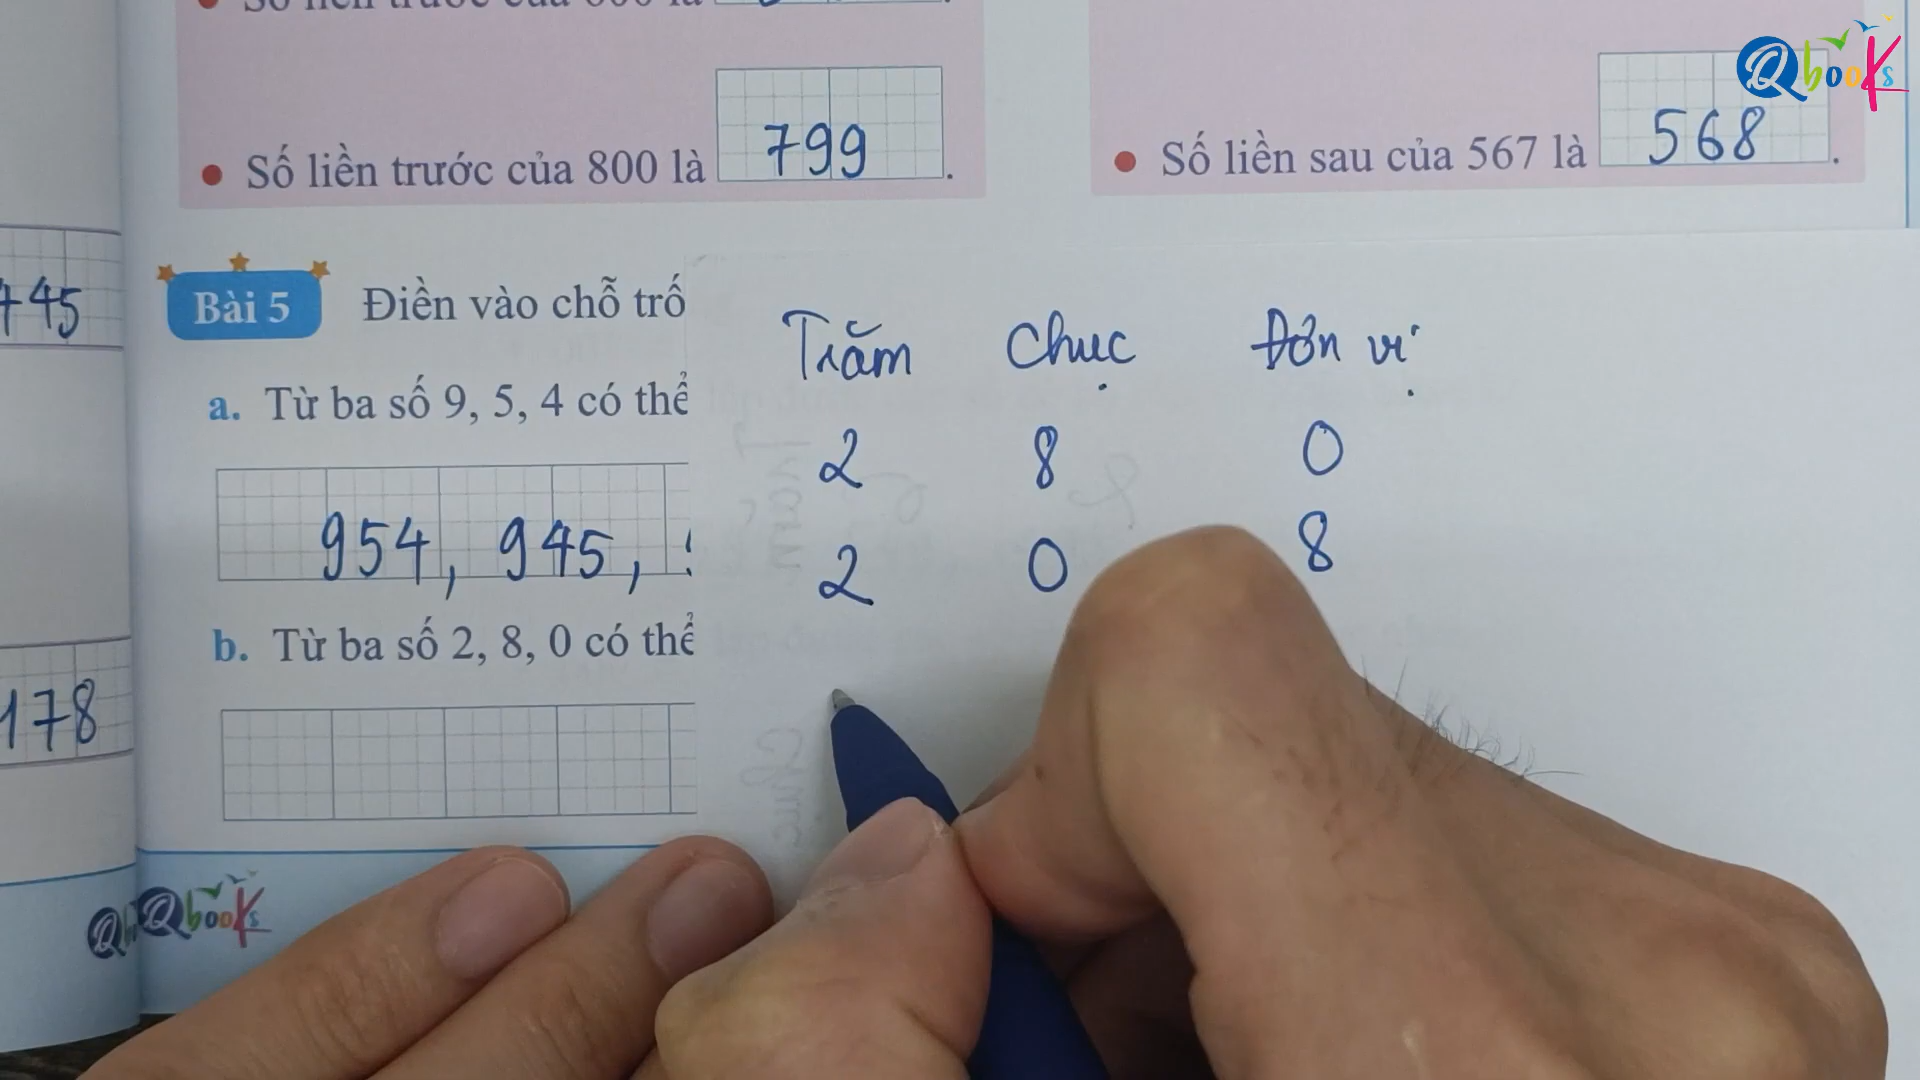 Qbooks
799
568
• Số liền trước của 800 là .
• Số liền sau của 567 là .
45
Bài 5 Điền vào chỗ trố
Trăm Chục Đơn vị
a. Từ ba số 9, 5, 4 có thể
2 8 0
954, 945,
2 0 8
b. Từ ba số 2, 8, 0 có thể
178
Qbooks